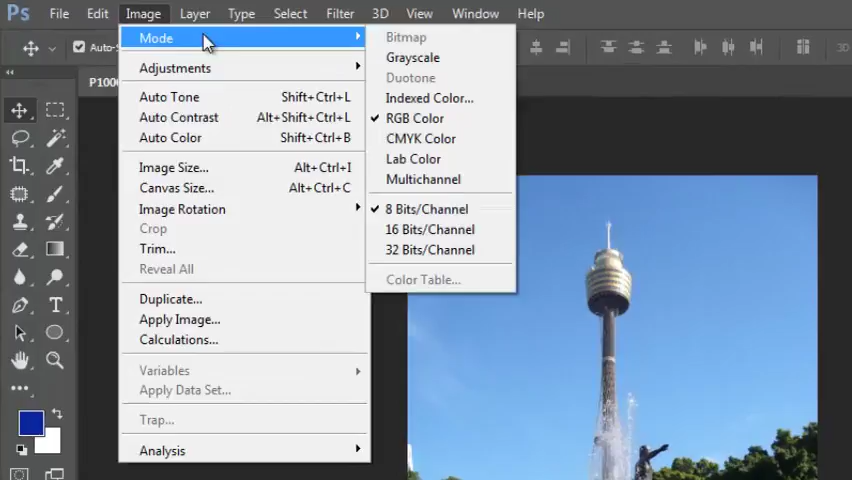 Ps File Edit Image Layer Type Select Filter 3D View Window Help
Auto-S
3D
P1000
Mode
Adjustments
Auto Tone Shift+Ctrl+L
Auto Contrast Alt+Shift+Ctrl+L
Auto Color Shift+Ctrl+B
Image Size... Alt+Ctrl+I
Canvas Size... Alt+Ctrl+C
Image Rotation
Crop
Trim...
Reveal All
Duplicate...
Apply Image...
Calculations...
Variables
Apply Data Set...
Trap...
Analysis
Bitmap
Grayscale
Duotone
Indexed Color...
RGB Color
CMYK Color
Lab Color
Multichannel
8 Bits/Channel
16 Bits/Channel
32 Bits/Channel
Color Table...